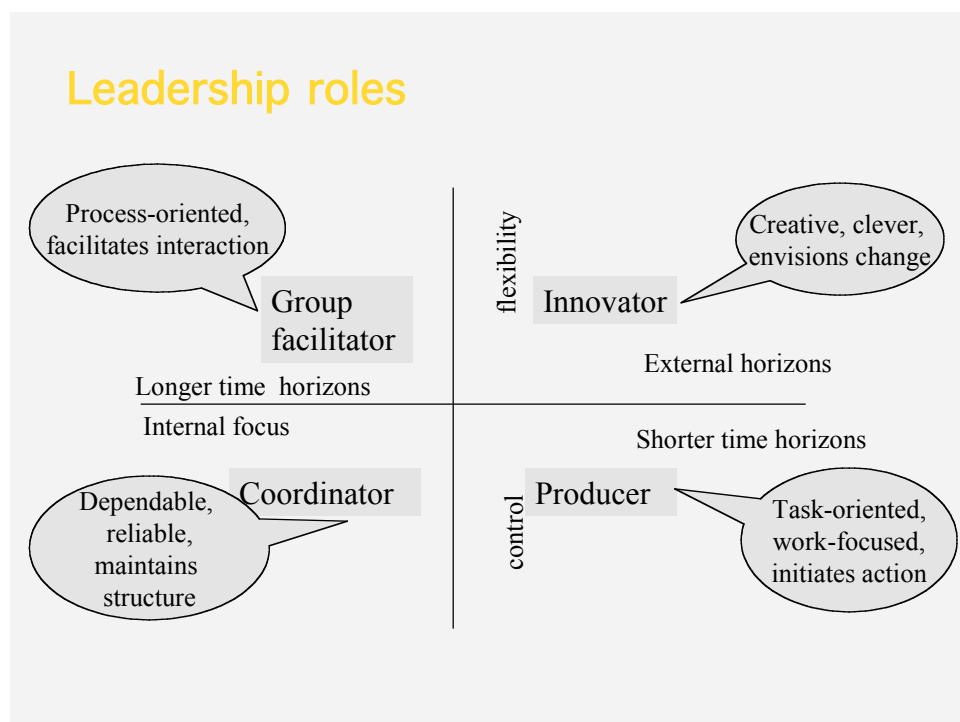 Leadership roles
Process-oriented,
facilitates interaction
Group
facilitator
flexibility
Innovator
Creative, clever,
envisions change
External horizons
Longer time horizons
Internal focus
Shorter time horizons
Coordinator
Dependable,
reliable,
maintains
structure
control
Producer
Task-oriented,
work-focused,
initiates action